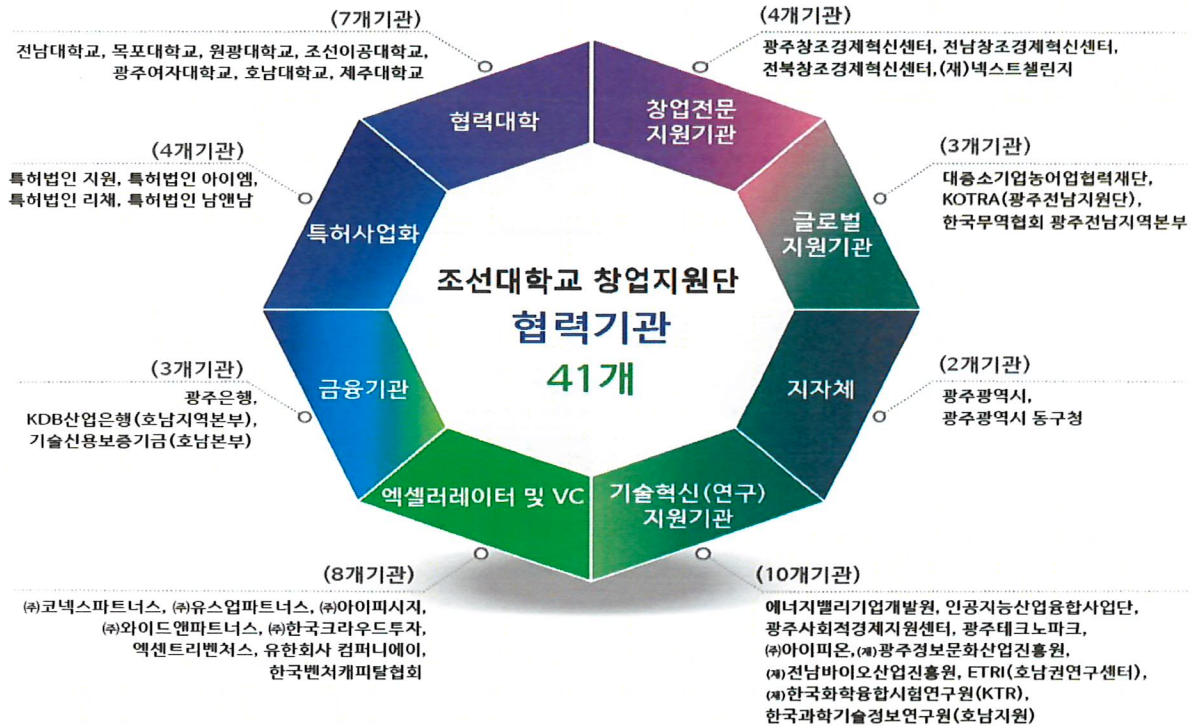 (7개기관)
전남대학교, 목포대학교, 원광대학교, 조선이공대학교,
광주여자대학교, 호남대학교, 제주대학교
(4개기관)
광주창조경제혁신센터, 전남창조경제혁신센터,
전북창조경제혁신센터, (재)넥스트챌린지
협력대학
창업전문
지원기관
(4개기관)
특허법인 지원, 특허법인 아이엠,
특허법인 리채, 특허법인 남앤남
(3개기관)
대중소기업농어업협력재단,
KOTRA(광주전남지원단),
한국무역협회 광주전남지역본부
특허사업화
글로벌
지원기관
조선대학교 창업지원단
협력기관
41개
(3개기관)
광주은행,
KDB산업은행(호남지역본부),
기술신용보증기금(호남본부)
금융기관
지자체
(2개기관)
광주광역시,
광주광역시 동구청
엑셀러레이터 및 VC
기술혁신(연구)
지원기관
(8개기관)
㈜코넥스파트너스, ㈜유스업파트너스, ㈜아이피시지,
㈜와이드앤파트너스, ㈜한국크라우드투자,
엑센트리벤처스, 유한회사 컴퍼니에이,
한국벤처캐피탈협회
(10개기관)
에너지밸리기업개발원, 인공지능산업융합사업단,
광주사회적경제지원센터, 광주테크노파크,
㈜아이피온, (재)광주정보문화산업진흥원,
(재)전남바이오산업진흥원, ETRI(호남권연구센터),
(재)한국화학융합시험연구원(KTR),
한국과학기술정보연구원(호남지원)